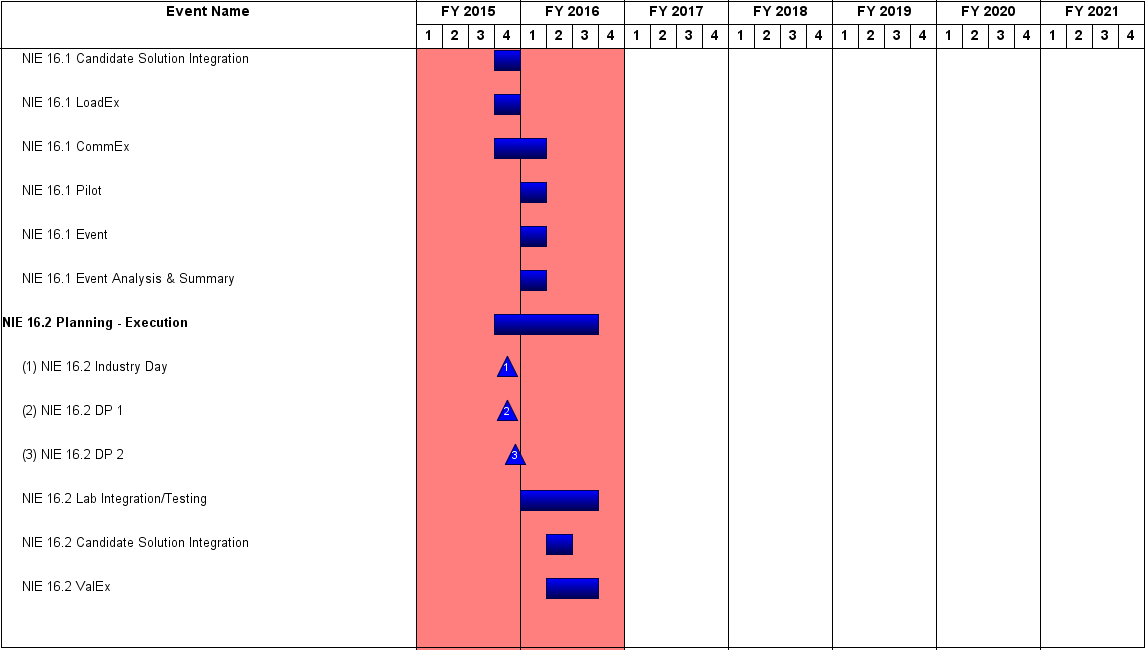 Event Name FY 2015 FY 2016 FY 2017 FY 2018 FY 2019 FY 2020 FY 2021
1 2 3 4 1 2 3 4 1 2 3 4 1 2 3 4 1 2 3 4 1 2 3 4 1 2 3 4
NIE 16.1 Candidate Solution Integration
NIE 16.1 LoadEx
NIE 16.1 CommEx
NIE 16.1 Pilot
NIE 16.1 Event
NIE 16.1 Event Analysis & Summary
NIE 16.2 Planning - Execution
(1) NIE 16.2 Industry Day 1
(2) NIE 16.2 DP 1 2
(3) NIE 16.2 DP 2 3
NIE 16.2 Lab Integration/Testing
NIE 16.2 Candidate Solution Integration
NIE 16.2 ValEx